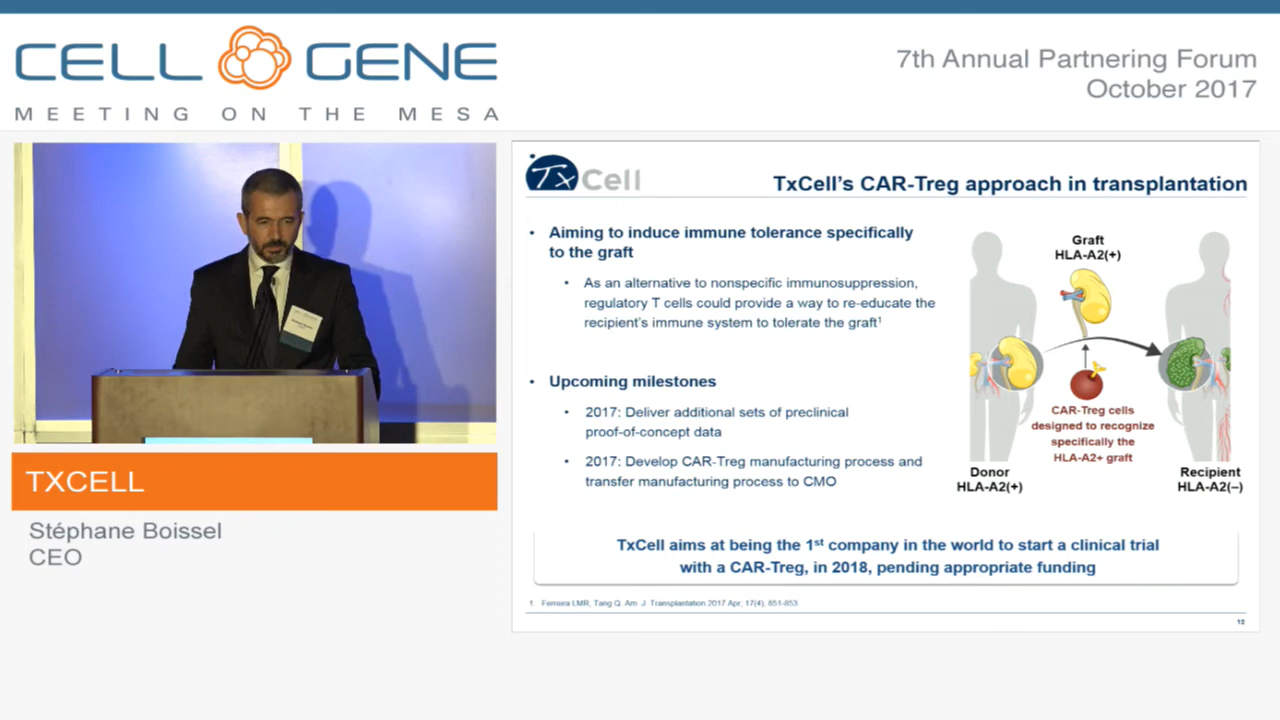 CELL GENE
MEETING ON THE MESA
7th Annual Partnering Forum
October 2017
TXCELL
Stéphane Boissel
CEO
TxCell
TxCell's CAR-Treg approach in transplantation
• Aiming to induce immune tolerance specifically
to the graft
• As an alternative to nonspecific immunosuppression,
regulatory T cells could provide a way to re-educate the
recipient's immune system to tolerate the graft¹
• Upcoming milestones
• 2017: Deliver additional sets of preclinical
proof-of-concept data
• 2017: Develop CAR-Treg manufacturing process and
transfer manufacturing process to CMO
Graft
HLA-A2(+)
CAR-Treg cells
designed to recognize
specifically the
HLA-A2+ graft
Donor
HLA-A2(+)
Recipient
HLA-A2(–)
TxCell aims at being the 1st company in the world to start a clinical trial
with a CAR-Treg, in 2018, pending appropriate funding
1. Ferreira LMR, Tang Q. Am J. Transplantation 2017 Apr; 17(4), 851-853.
12